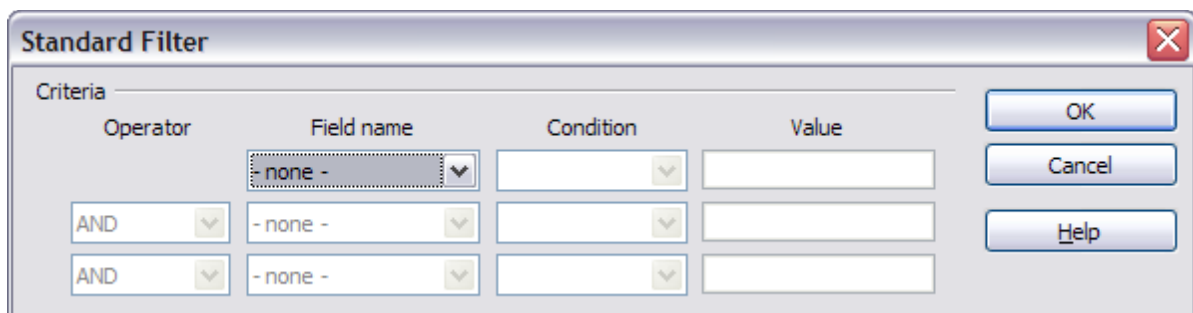 Standard Filter
Criteria
Operator Field name Condition Value
- none -
AND - none -
AND - none -
OK
Cancel
Help